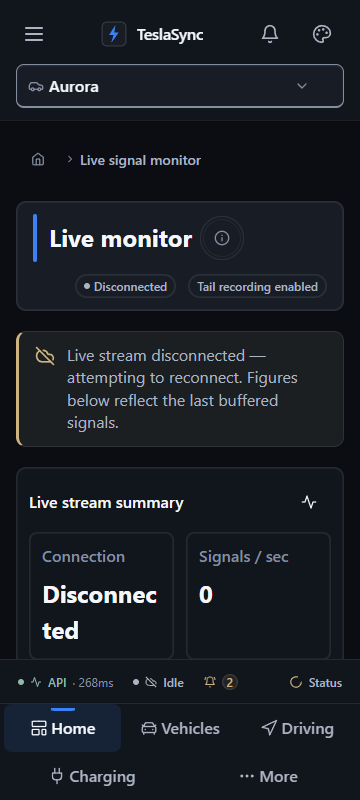 TeslaSync
Aurora
Live signal monitor
Live monitor
Disconnected
Tail recording enabled
Live stream disconnected —
attempting to reconnect. Figures
below reflect the last buffered
signals.
Live stream summary
Connection
Signals / sec
Disconnec
ted
0
API · 268ms
Idle
2
Status
Home
Vehicles
Driving
Charging
More